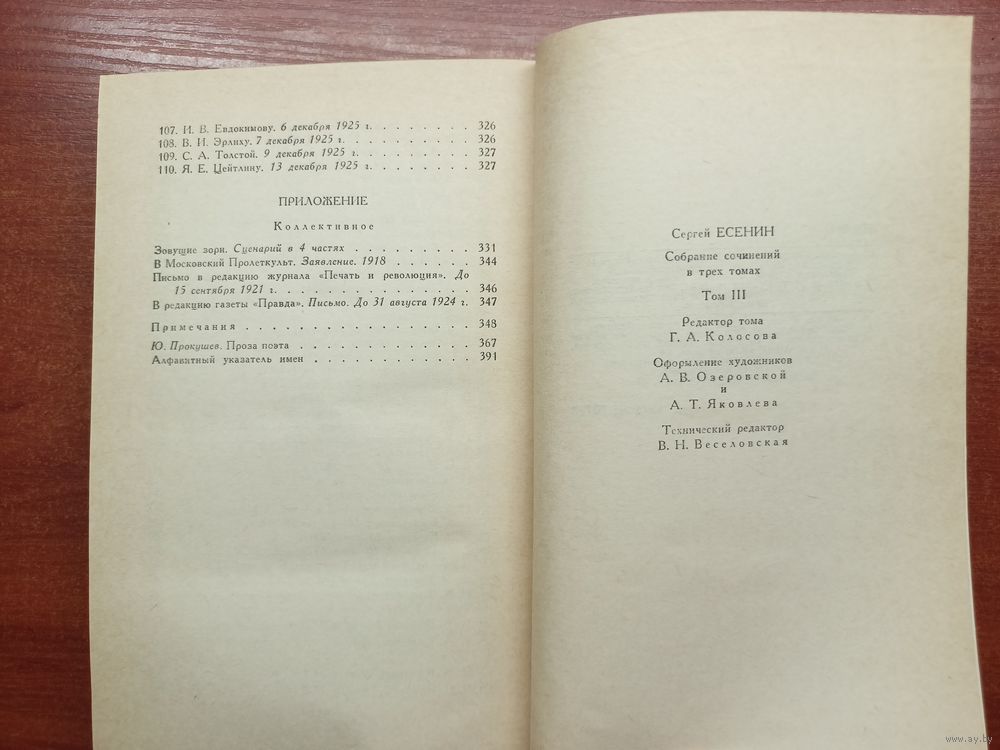 107. И. В. Евдокимову. 6 декабря 1925 г. . . . . . . . 326
108. В. И. Эрлиху. 7 декабря 1925 г. . . . . . . . . 326
109. С. А. Толстой. 9 декабря 1925 г. . . . . . . . . 327
110. Я. Е. Цейтлину. 13 декабря 1925 г. . . . . . . . 327
ПРИЛОЖЕНИЕ
Коллективное
Зовущие зори. Сценарий в 4 частях . . . . . . . . . 331
В Московский Пролеткульт. Заявление. 1918 . . . . . . 344
Письмо в редакцию журнала «Печать и революция». До
15 сентября 1921 г. . . . . . . . . . . . . . 346
В редакцию газеты «Правда». Письмо. До 31 августа 1924 г. 347
Примечания . . . . . . . . . . . . . . . . . 348
Ю. Прокушев. Проза поэта . . . . . . . . . . . . . 367
Алфавитный указатель имен . . . . . . . . . . . . 391
Сергей ЕСЕНИН
Собрание сочинений
в трех томах
Том III
Редактор тома
Г. А. Колосова
Оформление художников
А. В. Озеровской
и
А. Т. Яковлева
Технический редактор
В. Н. Веселовская
www.ay.by